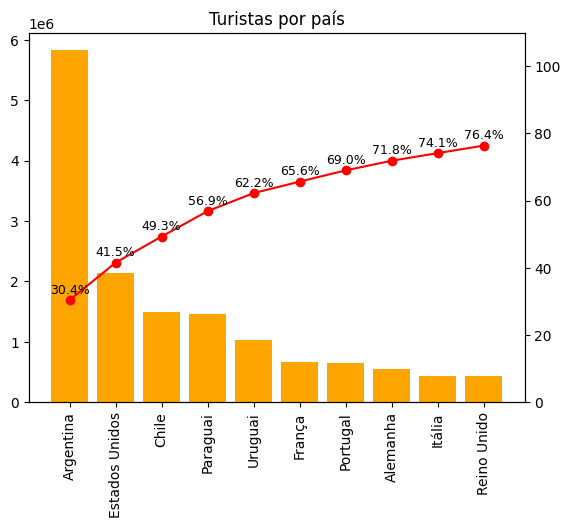 Turistas por país
1e6
6
5
4
3
2
1
0
100
80
60
40
20
0
30.4%
41.5%
49.3%
56.9%
62.2%
65.6%
69.0%
71.8%
74.1%
76.4%
Argentina
Estados Unidos
Chile
Paraguai
Uruguai
França
Portugal
Alemanha
Itália
Reino Unido